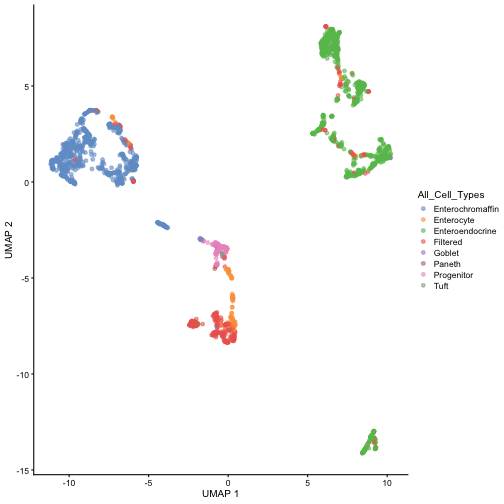 5
0
-5
-10
-15
-10
-5
0
5
10
UMAP 1
UMAP 2
All_Cell_Types
Enterochromaffin
Enterocyte
Enteroendocrine
Filtered
Goblet
Paneth
Progenitor
Tuft